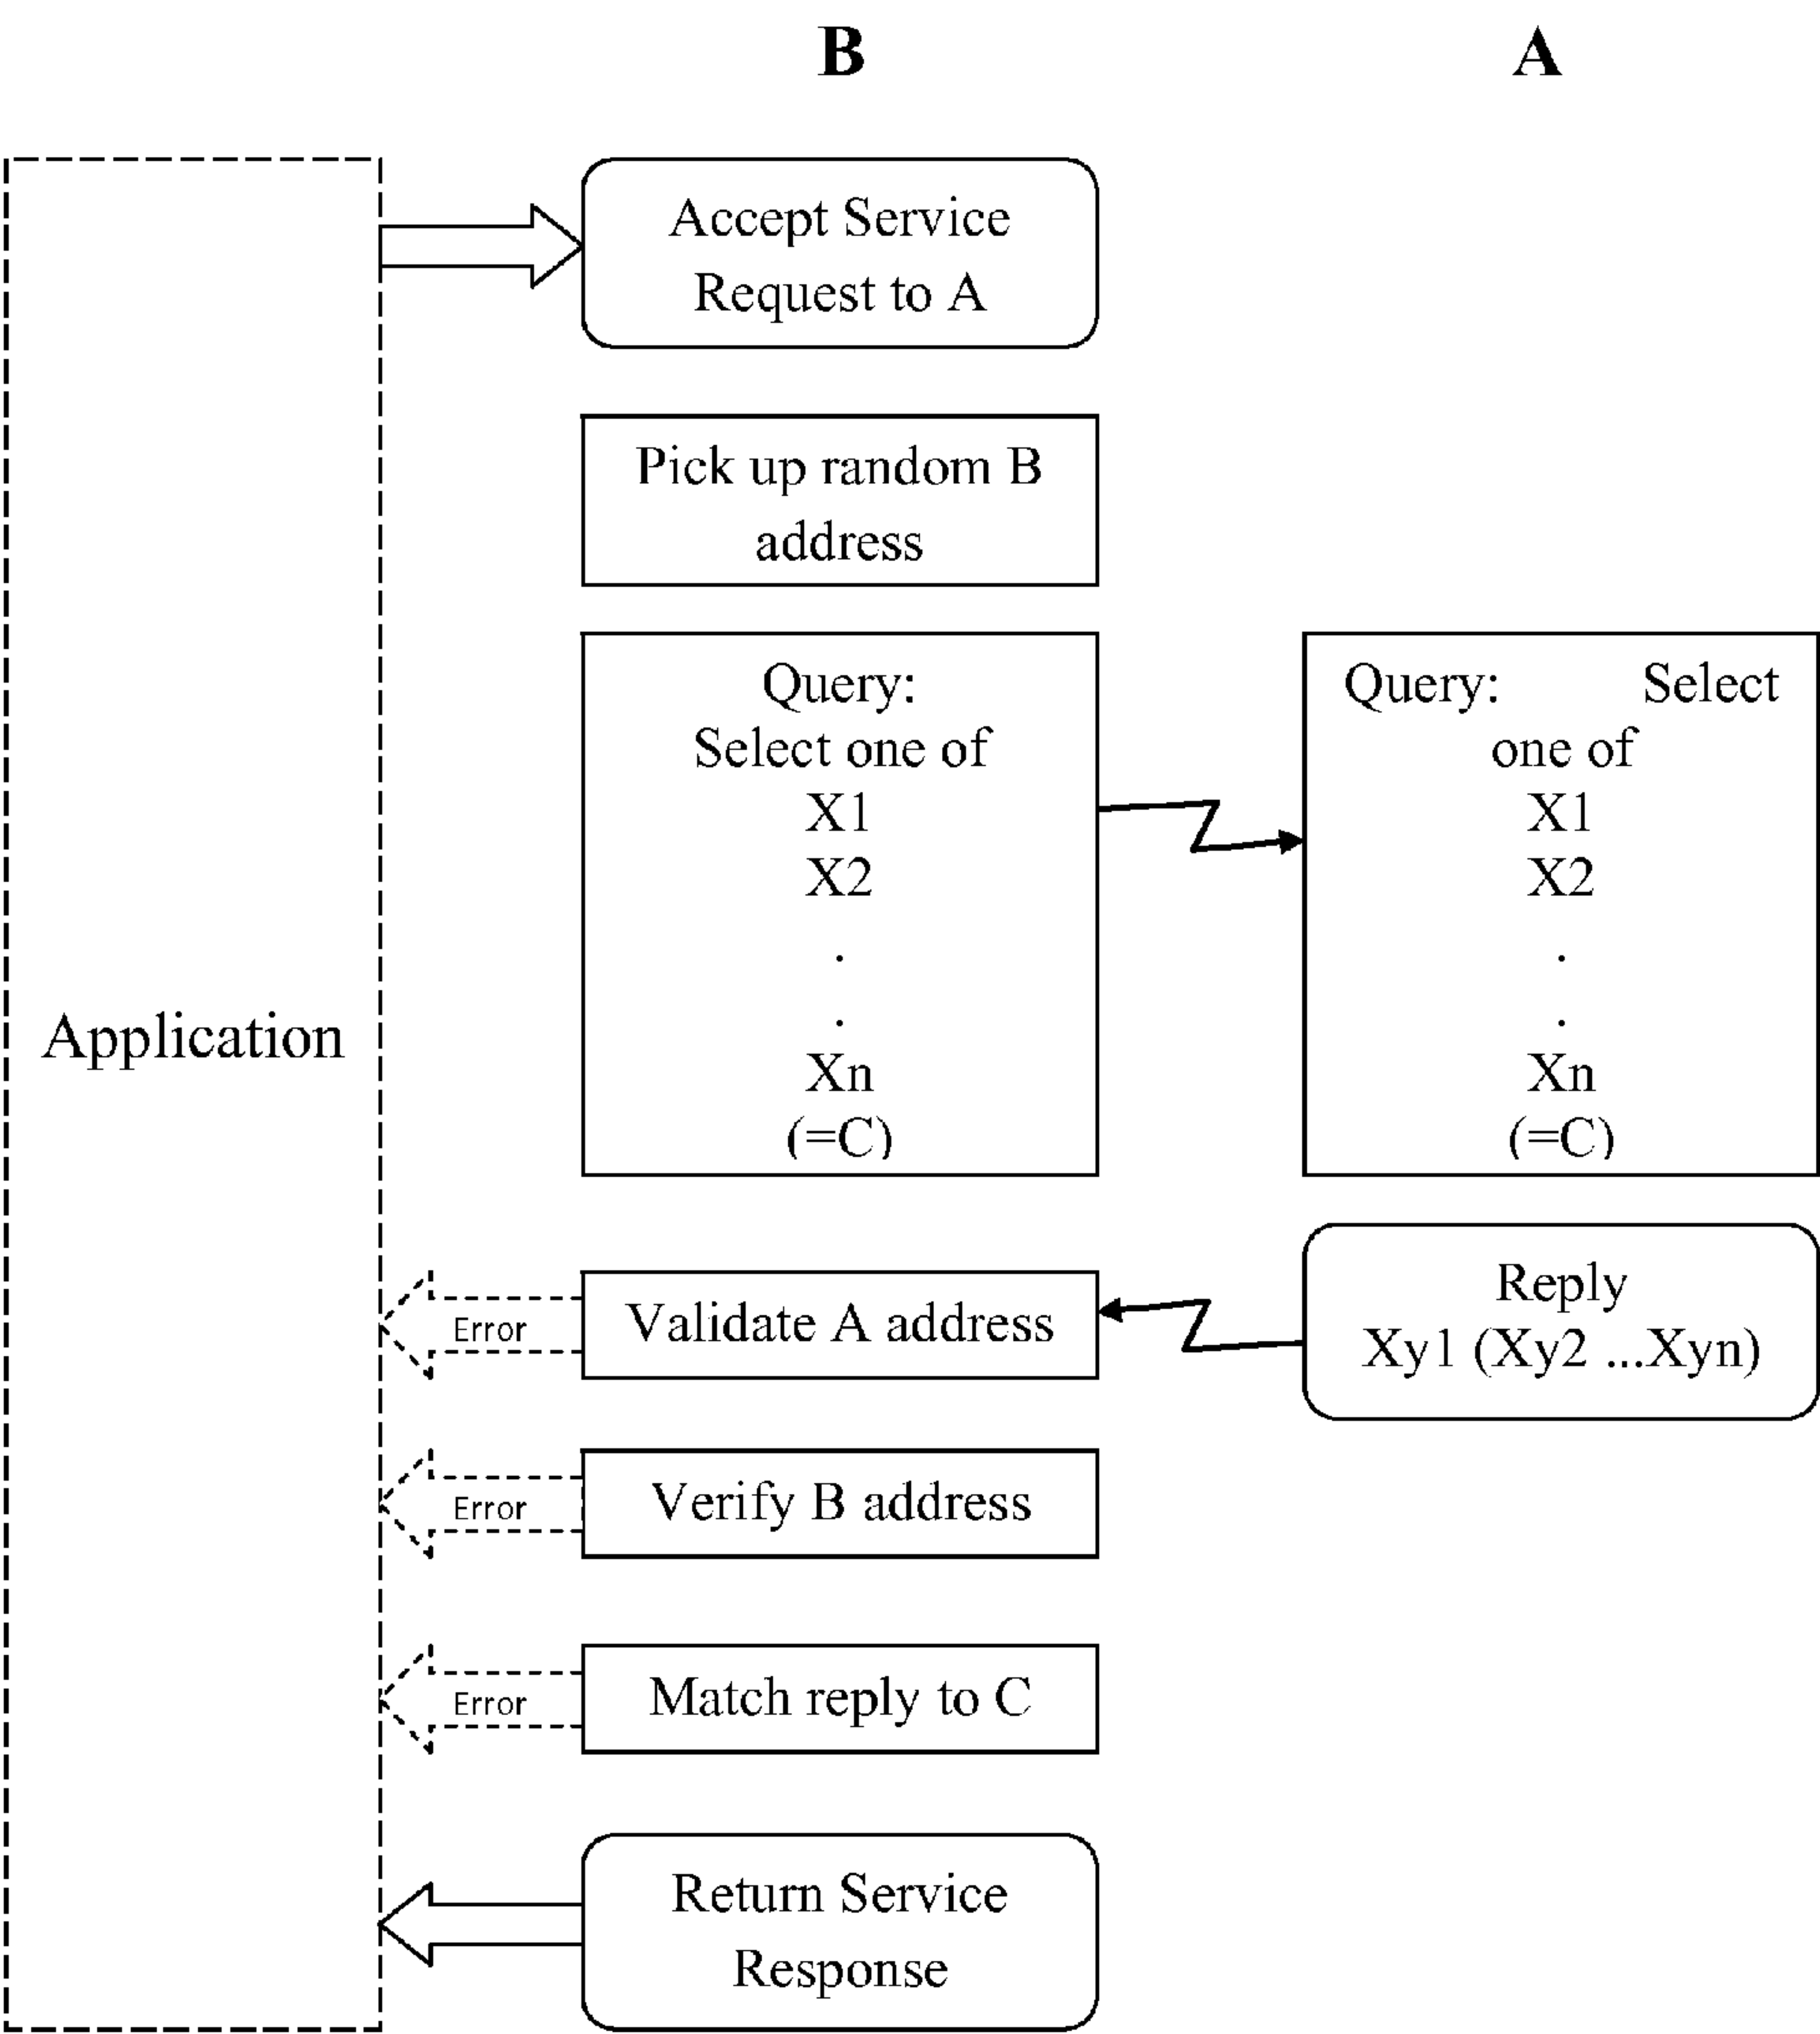 B
A
Accept Service
Request to A
Pick up random B
address
Query:
Select one of
X1
X2
.
.
Xn
(=C)
Query: Select
one of
X1
X2
.
.
Xn
(=C)
Application
Reply
Xy1 (Xy2 ...Xyn)
Error
Validate A address
Error
Verify B address
Error
Match reply to C
Return Service
Response